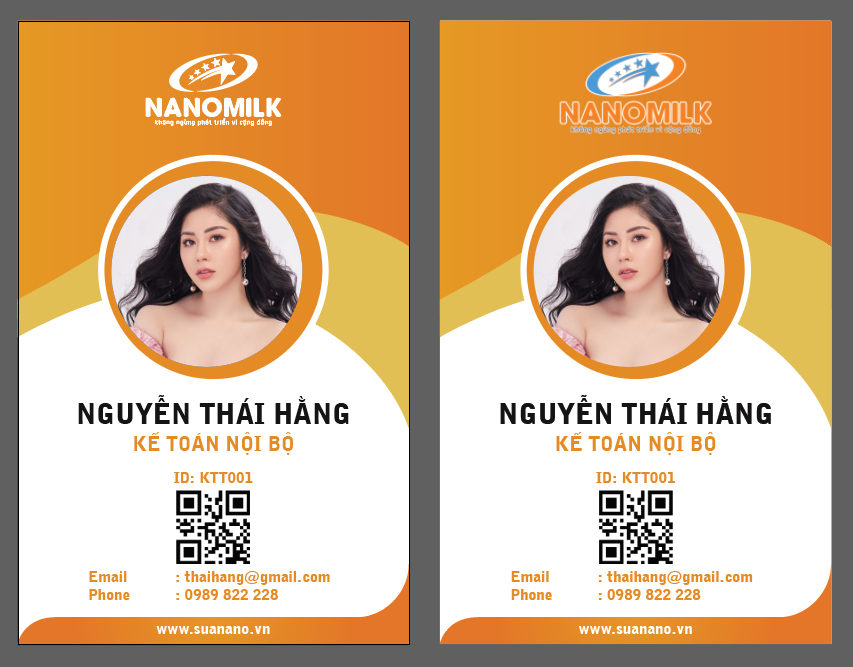 NANOMILK
không ngừng phát triển vì cộng đồng
NGUYỄN THÁI HẰNG
KẾ TOÁN NỘI BỘ
ID: KTT001
Email : thaihang@gmail.com
Phone : 0989 822 228
www.suanano.vn
NANOMILK
không ngừng phát triển vì cộng đồng
NGUYỄN THÁI HẰNG
KẾ TOÁN NỘI BỘ
ID: KTT001
Email : thaihang@gmail.com
Phone : 0989 822 228
www.suanano.vn